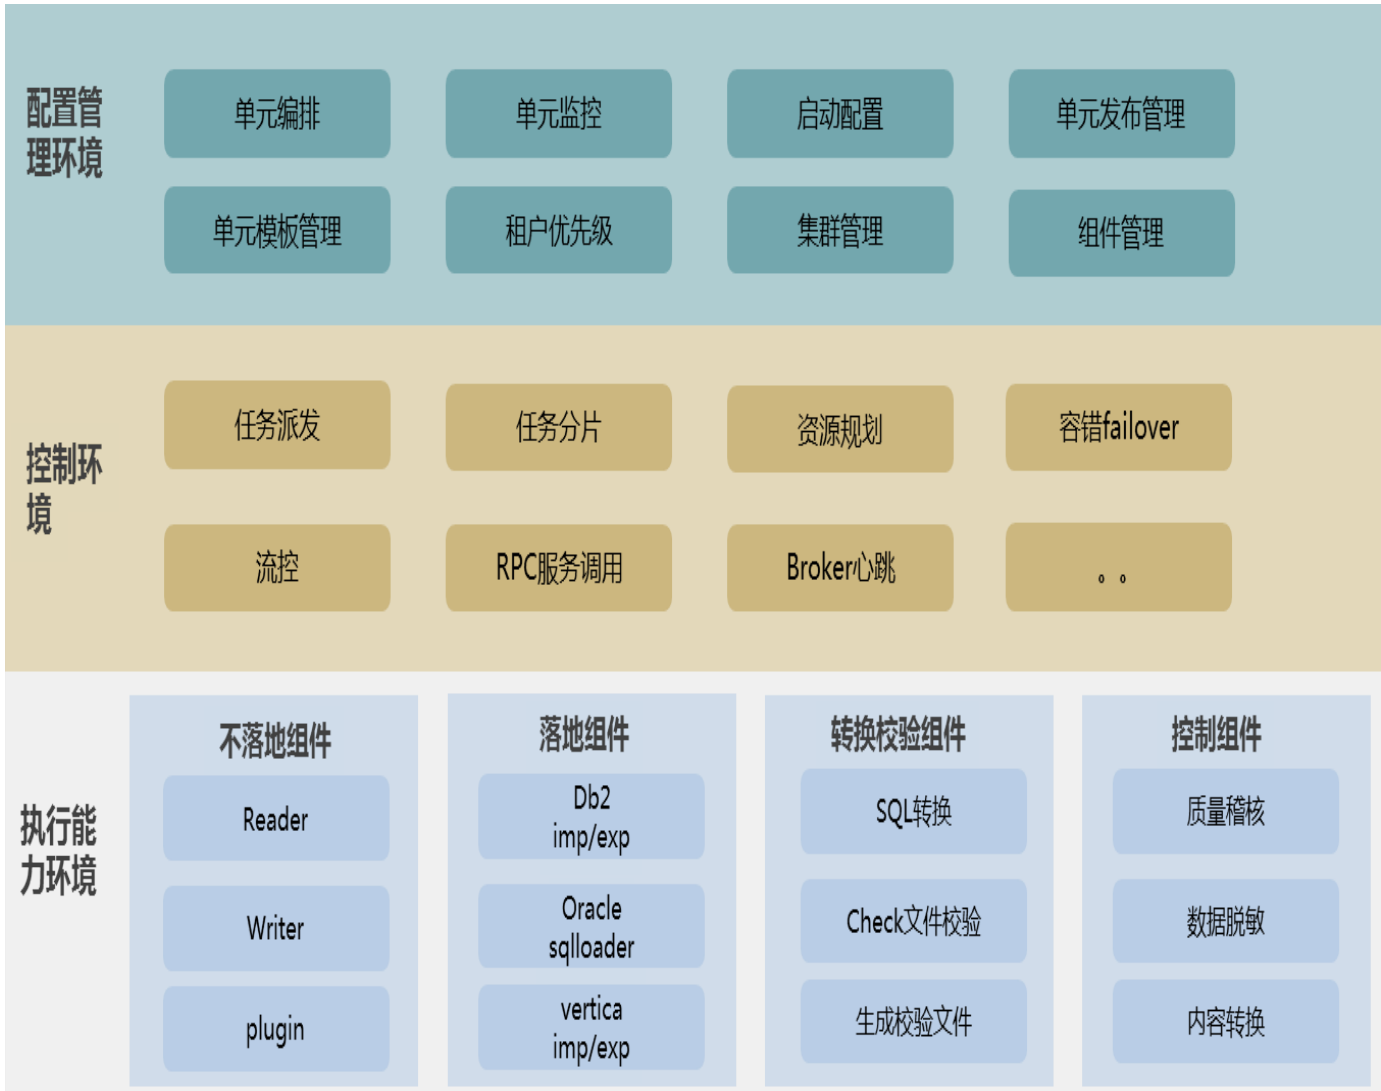 配置管
理环境
单元编排
单元监控
启动配置
单元发布管理
单元模板管理
租户优先级
集群管理
组件管理
控制环
境
任务派发
任务分片
资源规划
容错failover
流控
RPC服务调用
Broker心跳
。。
执行能
力环境
不落地组件
Reader
Writer
plugin
落地组件
Db2
imp/exp
Oracle
sqlloader
vertica
imp/exp
转换校验组件
SQL转换
Check文件校验
生成校验文件
控制组件
质量稽核
数据脱敏
内容转换